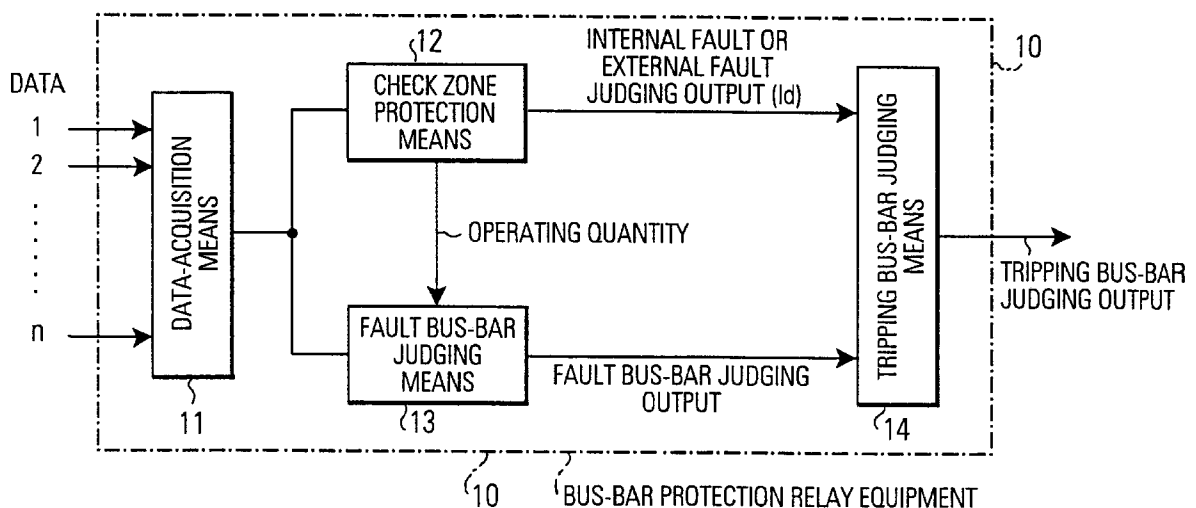 DATA
1
2
n
DATA-ACQUISITION
MEANS
11
12
CHECK ZONE
PROTECTION
MEANS
INTERNAL FAULT OR
EXTERNAL FAULT
JUDGING OUTPUT (Id)
10
OPERATING QUANTITY
FAULT BUS-BAR
JUDGING
MEANS
13
FAULT BUS-BAR JUDGING
OUTPUT
TRIPPING BUS-BAR JUDGING
MEANS
14
TRIPPING BUS-BAR
JUDGING OUTPUT
10
BUS-BAR PROTECTION RELAY EQUIPMENT